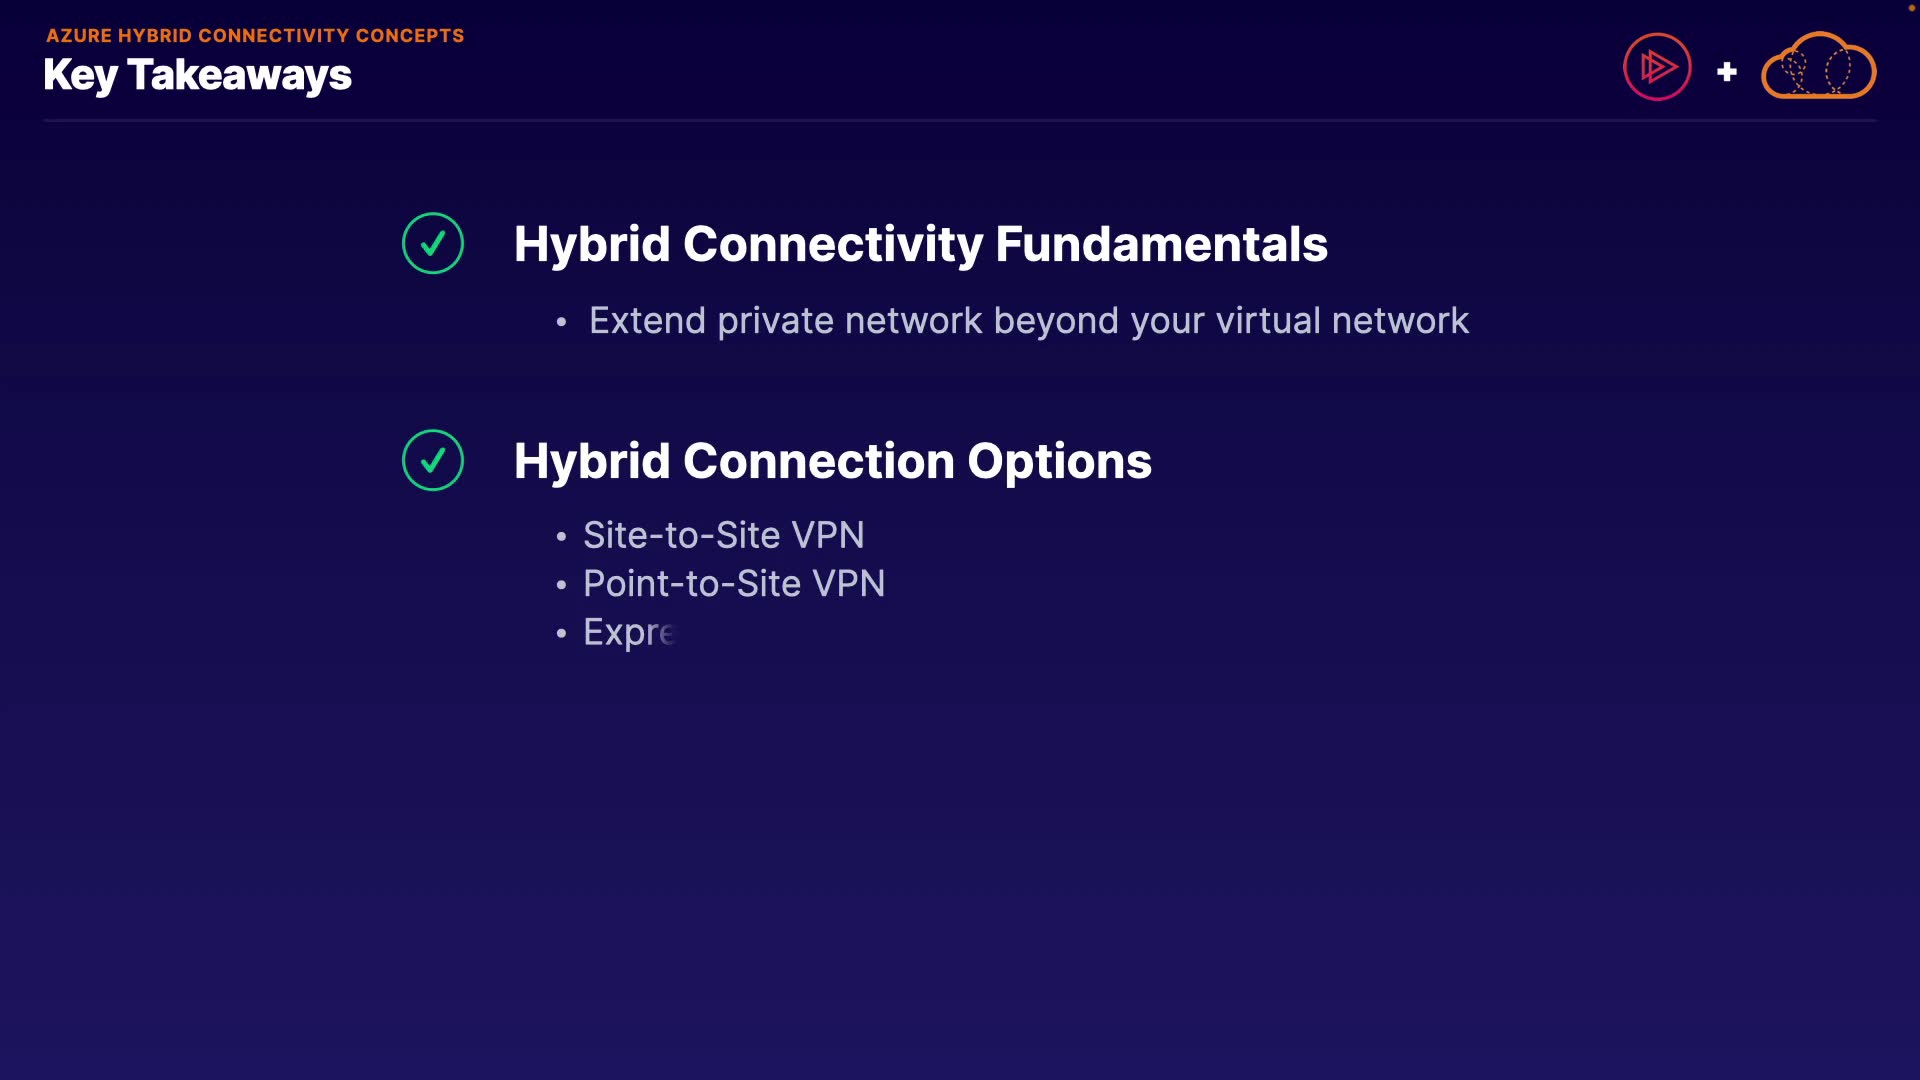 AZURE HYBRID CONNECTIVITY CONCEPTS
Key Takeaways
+
Hybrid Connectivity Fundamentals
• Extend private network beyond your virtual network
Hybrid Connection Options
• Site-to-Site VPN
• Point-to-Site VPN
• Expre